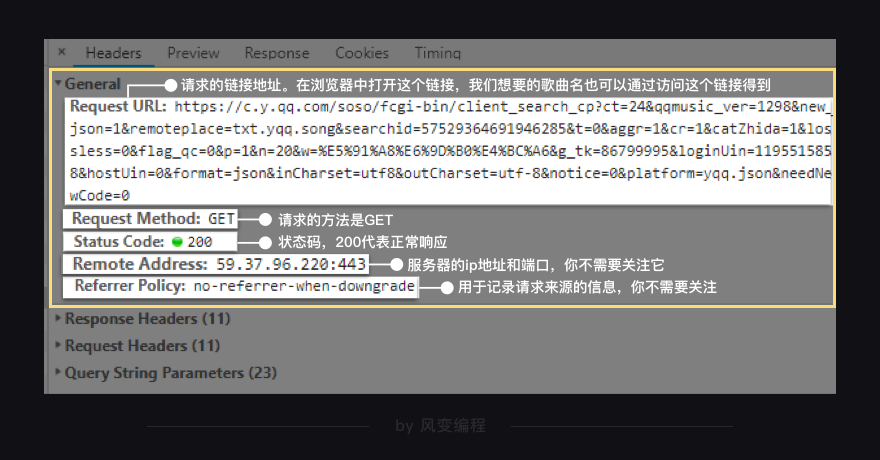 × Headers Preview Response Cookies Timing
General 请求的链接地址。在浏览器中打开这个链接，我们想要的歌曲名也可以通过访问这个链接得到
Request URL: https://c.y.qq.com/soso/fcgi-bin/client_search_cp?ct=24&qqmusic_ver=1298&new_
json=1&remoteplace=txt.yqq.song&searchid=57529364691946285&t=0&aggr=1&cr=1&catZhida=1&los
sless=0&flag_qc=0&p=1&n=20&w=%E5%91%A8%E6%9D%B0%E4%BC%A6&g_tk=86799995&loginUin=119551585
8&hostUin=0&format=json&inCharset=utf8&outCharset=utf-8&notice=0&platform=yqq.json&needNe
wCode=0
Request Method: GET 请求的方法是GET
Status Code: 200 状态码，200代表正常响应
Remote Address: 59.37.96.220:443 服务器的ip地址和端口，你不需要关注它
Referrer Policy: no-referrer-when-downgrade 用于记录请求来源的信息，你不需要关注
Response Headers (11)
Request Headers (11)
Query String Parameters (23)
by 风变编程